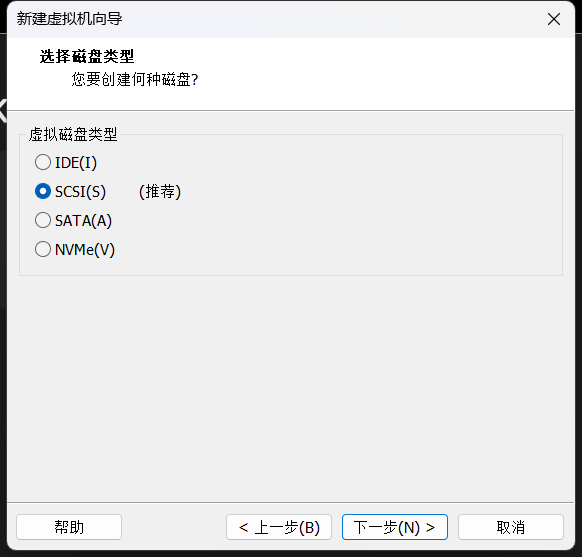 新建虚拟机向导
选择磁盘类型
您要创建何种磁盘?
虚拟磁盘类型
IDE(I)
SCSI(S) (推荐)
SATA(A)
NVMe(V)
帮助 < 上一步(B) 下一步(N) > 取消